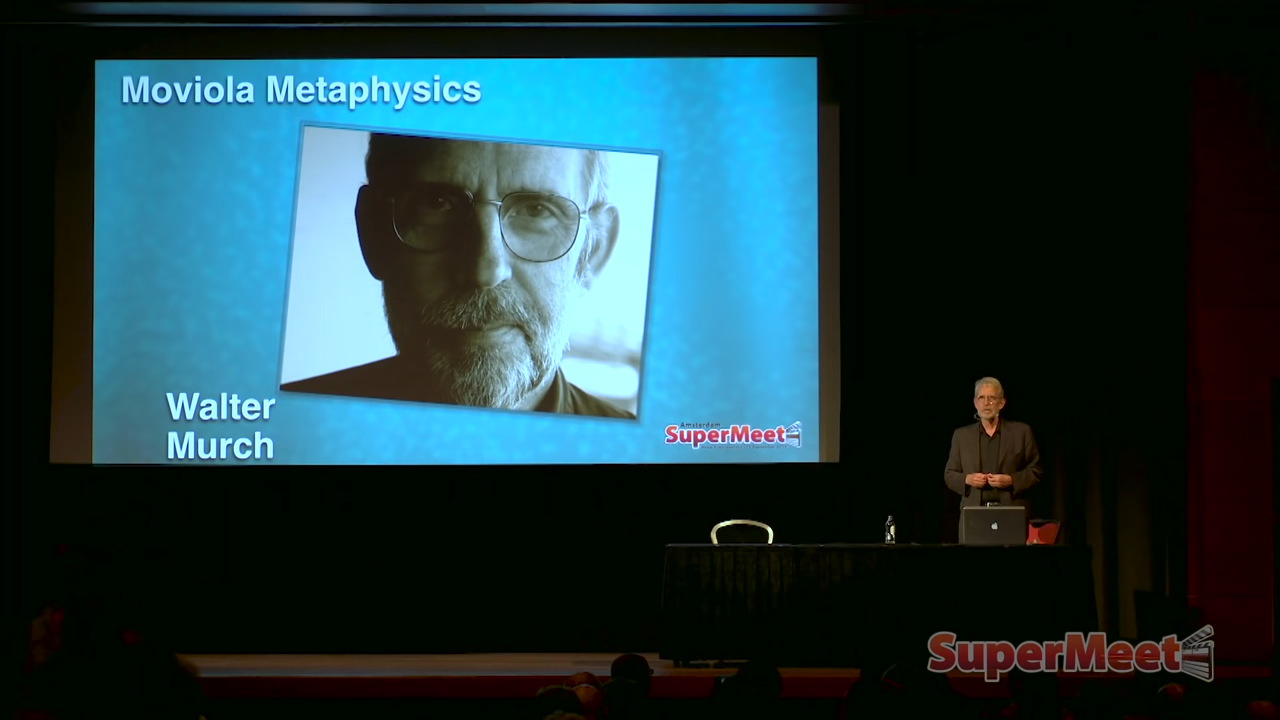 Moviola Metaphysics
Walter
Murch
Amsterdam
SuperMeet
SuperMeet